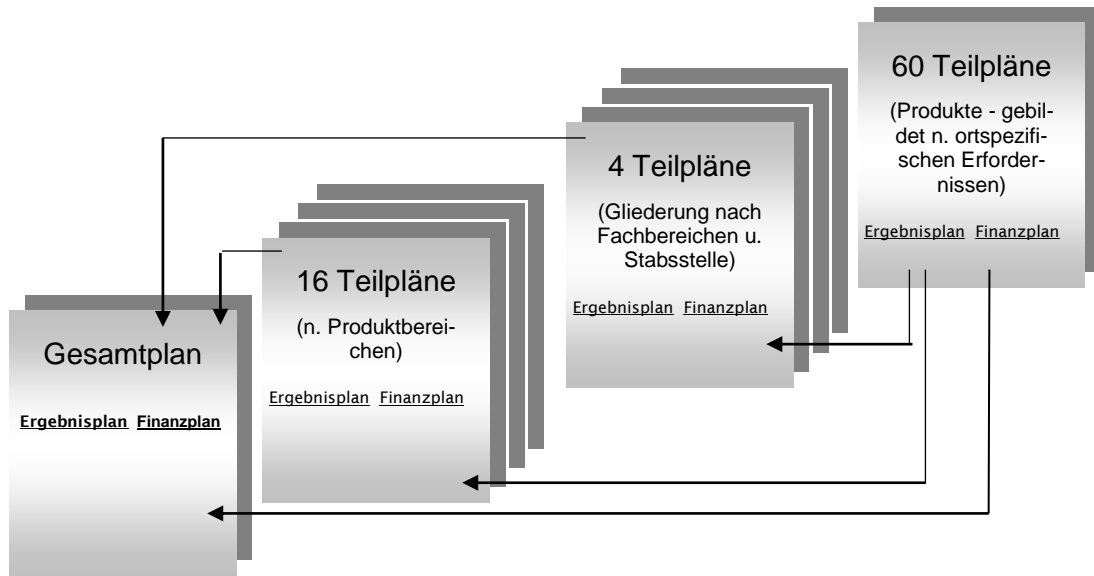 Gesamtplan
Ergebnisplan Finanzplan
16 Teilpläne
(n. Produktberei-
chen)
Ergebnisplan Finanzplan
4 Teilpläne
(Gliederung nach
Fachbereichen u.
Stabsstelle)
Ergebnisplan Finanzplan
60 Teilpläne
(Produkte - gebil-
det n. ortspezifi-
schen Erforder-
nissen)
Ergebnisplan Finanzplan